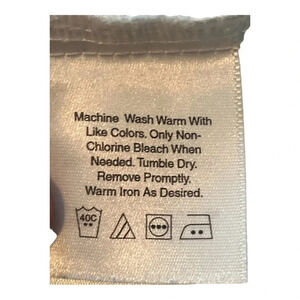 Machine Wash Warm With
Like Colors. Only Non-
Chlorine Bleach When
Needed. Tumble Dry.
Remove Promptly.
Warm Iron As Desired.
40C